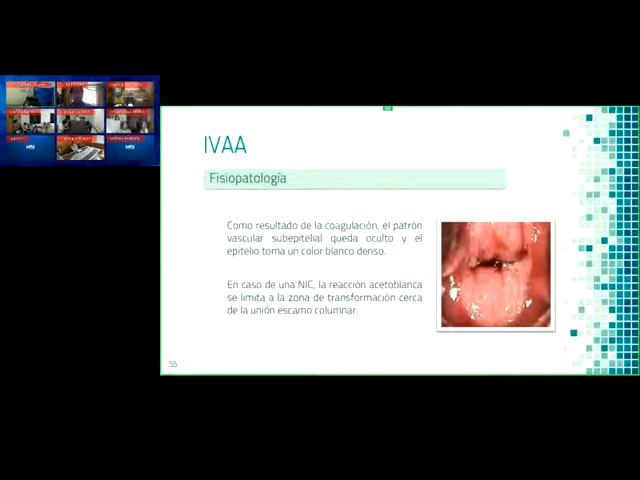 IVAA
Fisiopatología
Como resultado de la coagulación, el patrón
vascular subepitelial queda oculto y el
epitelio toma un color blanco denso.
En caso de una NIC, la reacción acetoblanca
se limita a la zona de transformación cerca
de la unión escamo columnar.
55